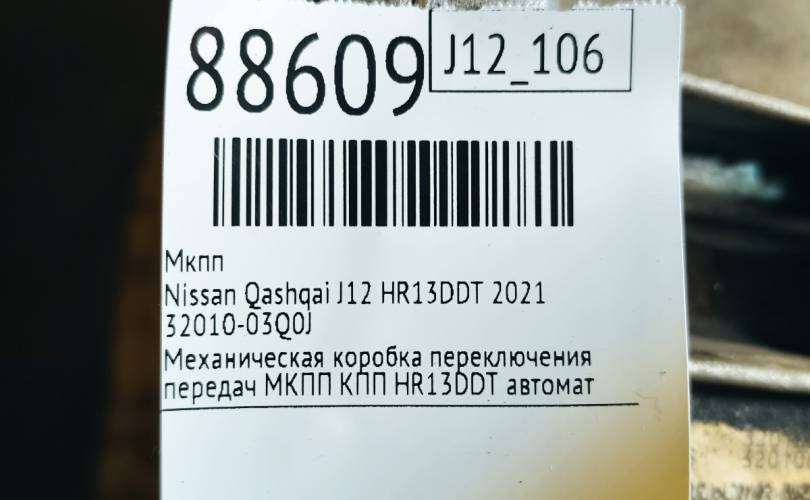 88609
J12_106
Мкпп
Nissan Qashqai J12 HR13DDT 2021
32010-03Q0J
Механическая коробка переключения
передач МКПП КПП HR13DDT автомат